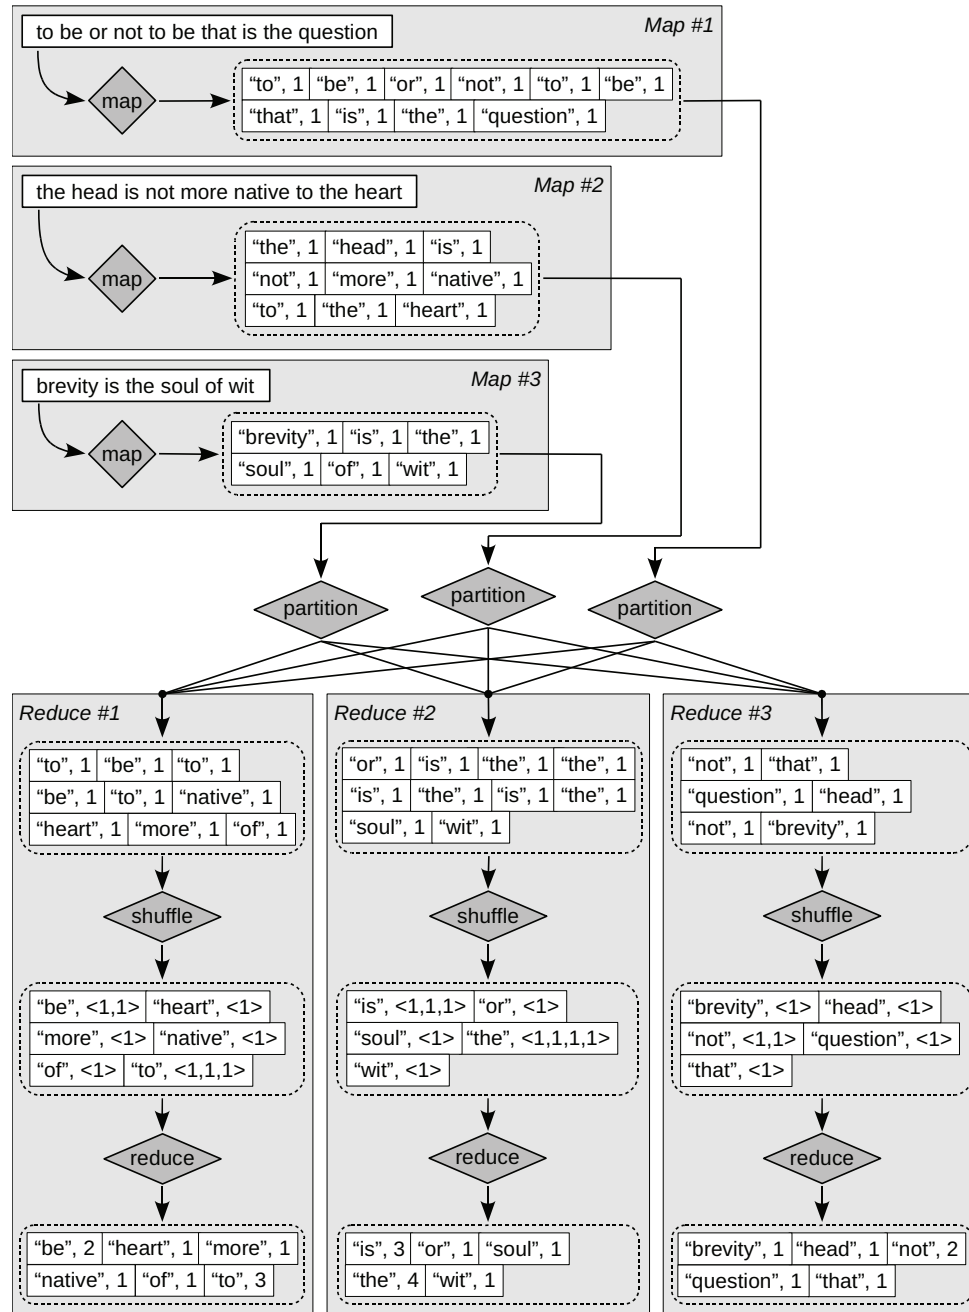 Map #1
to be or not to be that is the question
map
“to”, 1 “be”, 1 “or”, 1 “not”, 1 “to”, 1 “be”, 1
“that”, 1 “is”, 1 “the”, 1 “question”, 1
Map #2
the head is not more native to the heart
map
“the”, 1 “head”, 1 “is”, 1
“not”, 1 “more”, 1 “native”, 1
“to”, 1 “the”, 1 “heart”, 1
Map #3
brevity is the soul of wit
map
“brevity”, 1 “is”, 1 “the”, 1
“soul”, 1 “of”, 1 “wit”, 1
partition
partition
partition
Reduce #1
“to”, 1 “be”, 1 “to”, 1
“be”, 1 “to”, 1 “native”, 1
“heart”, 1 “more”, 1 “of”, 1
shuffle
“be”, <1,1> “heart”, <1>
“more”, <1> “native”, <1>
“of”, <1> “to”, <1,1,1>
reduce
“be”, 2 “heart”, 1 “more”, 1
“native”, 1 “of”, 1 “to”, 3
Reduce #2
“or”, 1 “is”, 1 “the”, 1 “the”, 1
“is”, 1 “the”, 1 “is”, 1 “the”, 1
“soul”, 1 “wit”, 1
shuffle
“is”, <1,1,1> “or”, <1>
“soul”, <1> “the”, <1,1,1,1>
“wit”, <1>
reduce
“is”, 3 “or”, 1 “soul”, 1
“the”, 4 “wit”, 1
Reduce #3
“not”, 1 “that”, 1
“question”, 1 “head”, 1
“not”, 1 “brevity”, 1
shuffle
“brevity”, <1> “head”, <1>
“not”, <1,1> “question”, <1>
“that”, <1>
reduce
“brevity”, 1 “head”, 1 “not”, 2
“question”, 1 “that”, 1